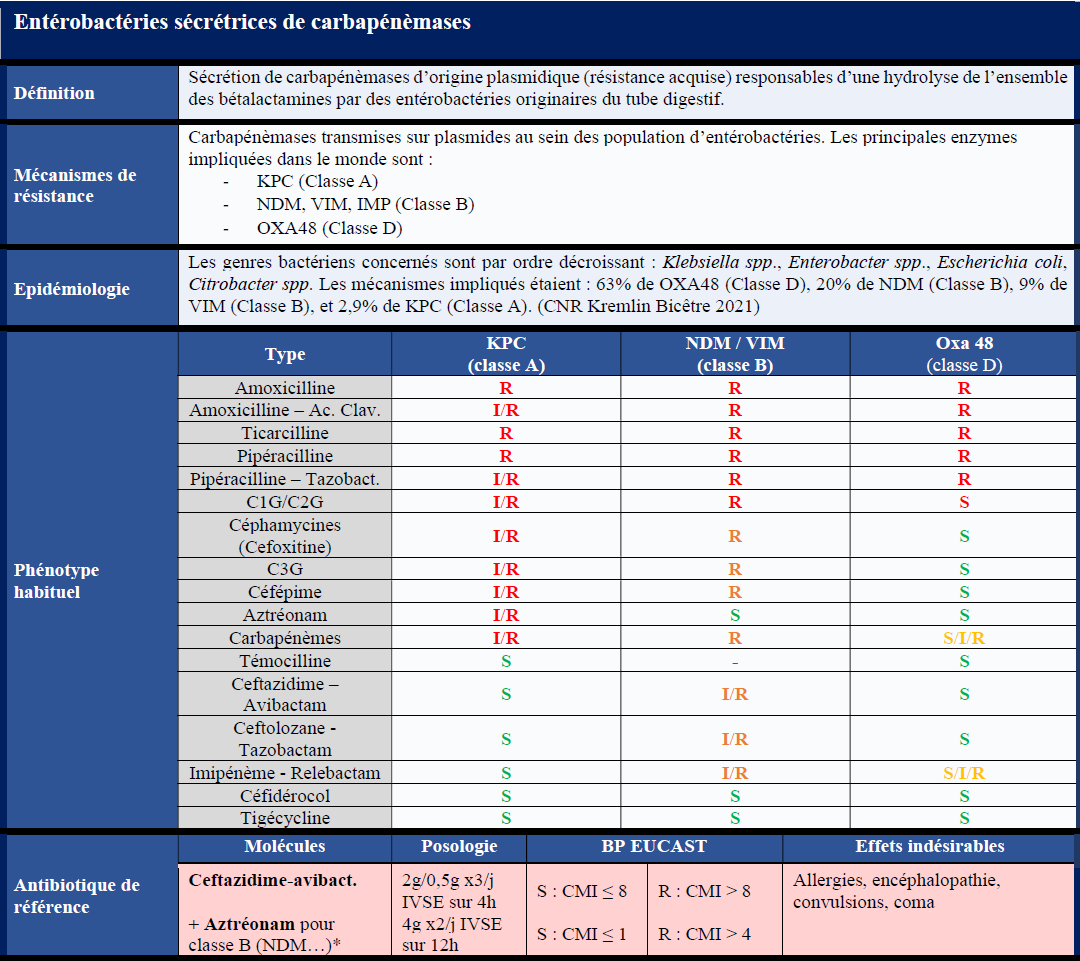 Entérobactéries sécrétrices de carbapénèmases
Définition
Sécrétion de carbapénèmases d’origine plasmidique (résistance acquise) responsables d’une hydrolyse de l’ensemble
des bétalactamines par des entérobactéries originaires du tube digestif.
Mécanismes de
résistance
Carbapénèmases transmises sur plasmides au sein des population d’entérobactéries. Les principales enzymes
impliquées dans le monde sont :
- KPC (Classe A)
- NDM, VIM, IMP (Classe B)
- OXA48 (Classe D)
Epidémiologie
Les genres bactériens concernés sont par ordre décroissant : Klebsiella spp., Enterobacter spp., Escherichia coli,
Citrobacter spp. Les mécanismes impliqués étaient : 63% de OXA48 (Classe D), 20% de NDM (Classe B), 9% de
VIM (Classe B), et 2,9% de KPC (Classe A). (CNR Kremlin Bicêtre 2021)
Phénotype
habituel
Type
KPC
(classe A)
NDM / VIM
(classe B)
Oxa 48
(classe D)
Amoxicilline R R R
Amoxicilline – Ac. Clav. I/R R R
Ticarcilline R R R
Pipéracilline R R R
Pipéracilline – Tazobact. I/R R R
C1G/C2G I/R R S
Céphamycines
(Cefoxitine) I/R R S
C3G I/R R S
Céfépime I/R R S
Aztréonam I/R S S
Carbapénèmes I/R R S/I/R
Témocilline S - S
Ceftazidime –
Avibactam S I/R S
Ceftolozane -
Tazobactam S I/R S
Imipénème - Relebactam S I/R S/I/R
Céfidérocol S S S
Tigécycline S S S
Antibiotique de
référence
Molécules Posologie BP EUCAST Effets indésirables
Ceftazidime-avibact.
+ Aztréonam pour
classe B (NDM…)*
2g/0,5g x3/j
IVSE sur 4h
4g x2/j IVSE
sur 12h
S : CMI ≤ 8
S : CMI ≤ 1
R : CMI > 8
R : CMI > 4
Allergies, encéphalopathie,
convulsions, coma